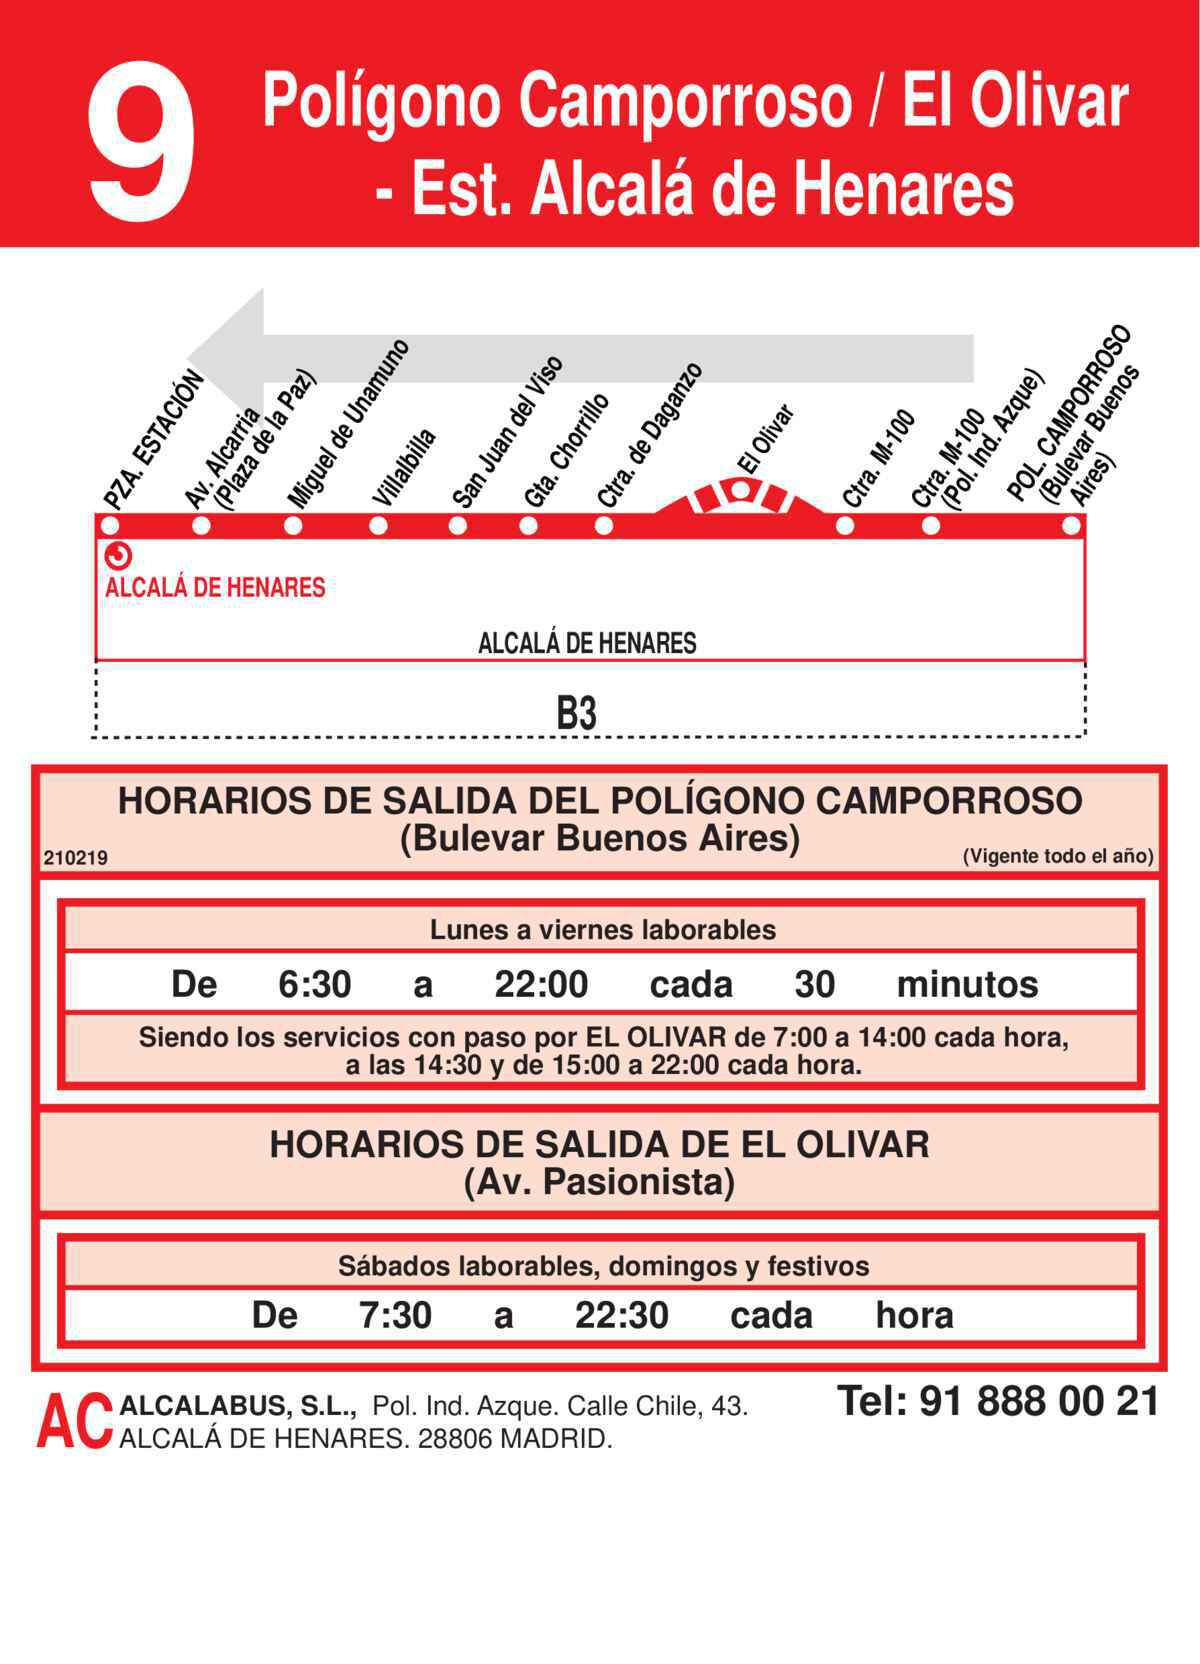 9
Polígono Camporroso / El Olivar
- Est. Alcalá de Henares
PZA. ESTACIÓN
Av. Alcarria
(Plaza de la Paz)
Miguel de Unamuno
Villalbilla
San Juan del Viso
Gta. Chorrillo
Ctra. de Daganzo
El Olivar
Ctra. M-100
Ctra. M-100
(Pol. Ind. Azque)
POL. CAMPORROSO
(Bulevar Buenos
Aires)
ALCALÁ DE HENARES
ALCALÁ DE HENARES
B3
HORARIOS DE SALIDA DEL POLÍGONO CAMPORROSO
(Bulevar Buenos Aires)
210219
(Vigente todo el año)
Lunes a viernes laborables
De 6:30 a 22:00 cada 30 minutos
Siendo los servicios con paso por EL OLIVAR de 7:00 a 14:00 cada hora,
a las 14:30 y de 15:00 a 22:00 cada hora.
HORARIOS DE SALIDA DE EL OLIVAR
(Av. Pasionista)
Sábados laborables, domingos y festivos
De 7:30 a 22:30 cada hora
AC
ALCALABUS, S.L., Pol. Ind. Azque. Calle Chile, 43.
ALCALÁ DE HENARES. 28806 MADRID.
Tel: 91 888 00 21